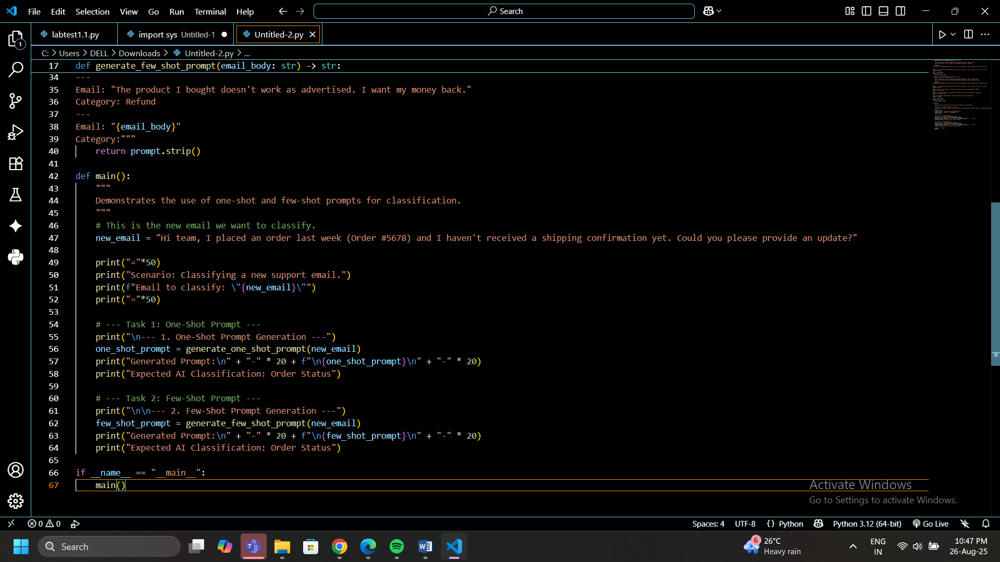 File Edit Selection View Go Run Terminal Help
Search
labtest1.1.py
import sys Untitled-1
Untitled-2.py
C: > Users > DELL > Downloads > Untitled-2.py > ...
17 def generate_few_shot_prompt(email_body: str) -> str:
34 ---
35 Email: "The product I bought doesn't work as advertised. I want my money back."
36 Category: Refund
37 ---
38 Email: "{email_body}"
39 Category:"""
40     return prompt.strip()
41
42 def main():
43     """
44     Demonstrates the use of one-shot and few-shot prompts for classification.
45     """
46     # This is the new email we want to classify.
47     new_email = "Hi team, I placed an order last week (Order #5678) and I haven't received a shipping confirmation yet. Could you please provide an update?"
48
49     print("="*50)
50     print("Scenario: Classifying a new support email.")
51     print(f"Email to classify: \"{new_email}\"")
52     print("="*50)
53
54     # --- Task 1: One-Shot Prompt ---
55     print("\n--- 1. One-Shot Prompt Generation ---")
56     one_shot_prompt = generate_one_shot_prompt(new_email)
57     print("Generated Prompt:\n" + "-" * 20 + f"\n{one_shot_prompt}\n" + "-" * 20)
58     print("Expected AI Classification: Order Status")
59
60     # --- Task 2: Few-Shot Prompt ---
61     print("\n\n--- 2. Few-Shot Prompt Generation ---")
62     few_shot_prompt = generate_few_shot_prompt(new_email)
63     print("Generated Prompt:\n" + "-" * 20 + f"\n{few_shot_prompt}\n" + "-" * 20)
64     print("Expected AI Classification: Order Status")
65
66 if __name__ == "__main__":
67     main()
Activate Windows
Go to Settings to activate Windows.
0 0
Spaces: 4 UTF-8 {} Python Python 3.12 (64-bit) Go Live
Search
6
26°C
Heavy rain
ENG
IN
10:47 PM
26-Aug-25
1